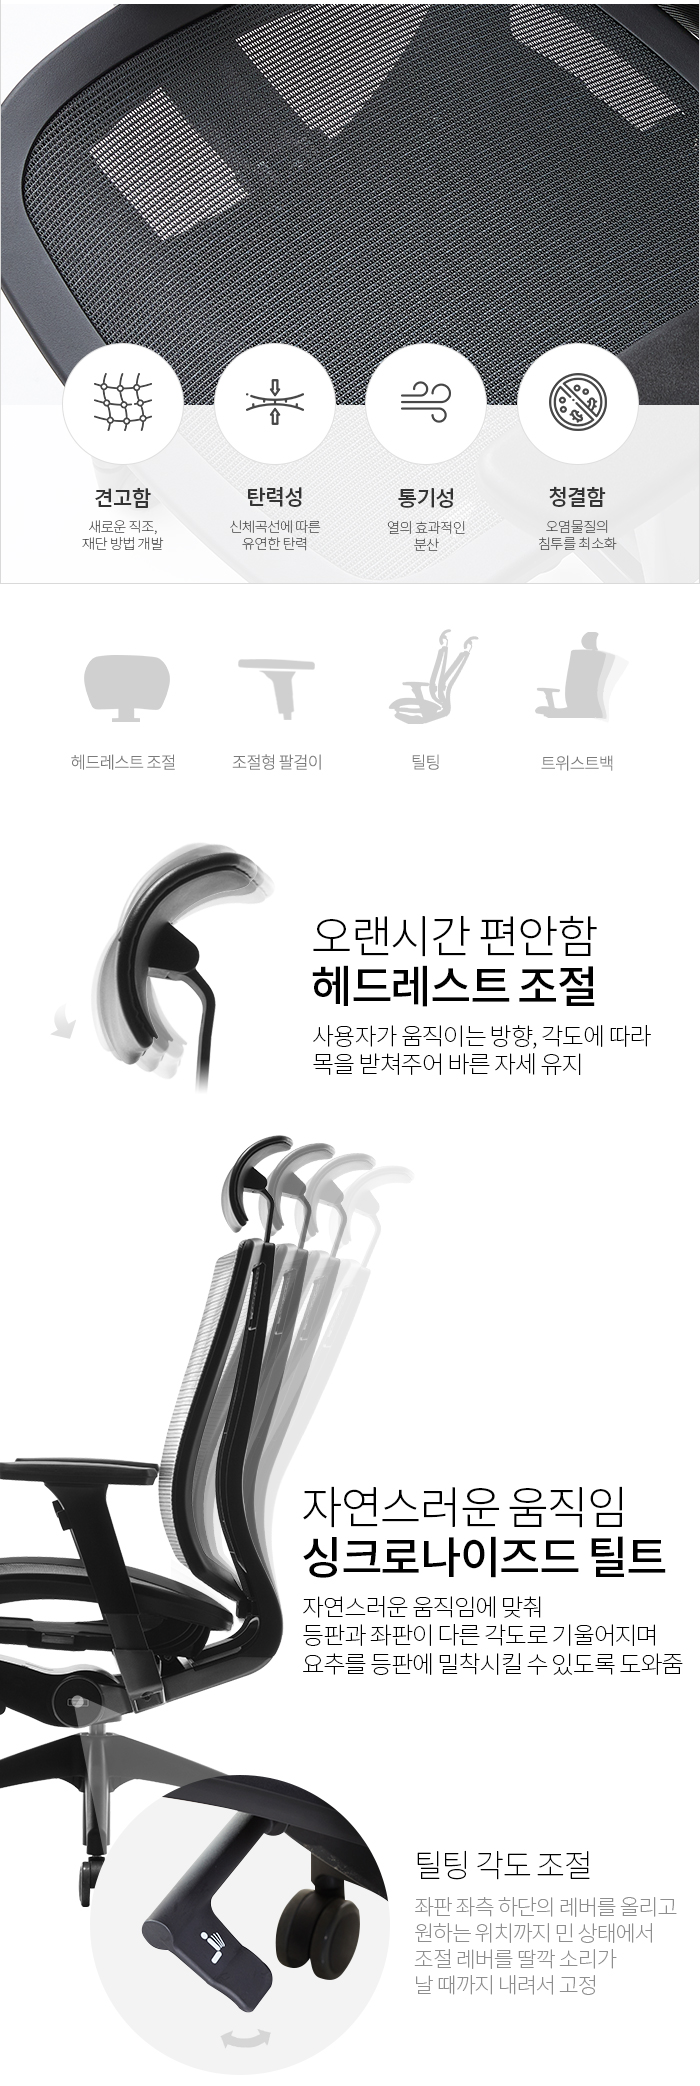 견고함
새로운 직조,
재단 방법 개발
탄력성
신체곡선에 따른
유연한 탄력
통기성
열의 효과적인
분산
청결함
오염물질의
침투를 최소화
헤드레스트 조절
조절형 팔걸이
틸팅
트위스트백
오랜시간 편안함
헤드레스트 조절
사용자가 움직이는 방향, 각도에 따라
목을 받쳐주어 바른 자세 유지
자연스러운 움직임
싱크로나이즈드 틸트
자연스러운 움직임에 맞춰
등판과 좌판이 다른 각도로 기울어지며
요추를 등판에 밀착시킬 수 있도록 도와줌
틸팅 각도 조절
좌판 좌측 하단의 레버를 올리고
원하는 위치까지 민 상태에서
조절 레버를 딸깍 소리가
날 때까지 내려서 고정